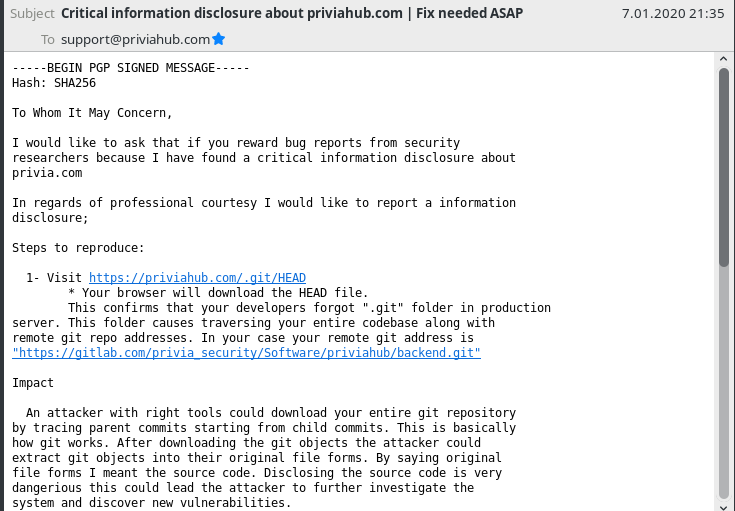 Subject Critical information disclosure about priviahub.com | Fix needed ASAP 7.01.2020 21:35
To support@priviahub.com
-----BEGIN PGP SIGNED MESSAGE-----
Hash: SHA256
To Whom It May Concern,
I would like to ask that if you reward bug reports from security
researchers because I have found a critical information disclosure about
privia.com
In regards of professional courtesy I would like to report a information
disclosure;
Steps to reproduce:
1- Visit https://priviahub.com/.git/HEAD
* Your browser will download the HEAD file.
This confirms that your developers forgot ".git" folder in production
server. This folder causes traversing your entire codebase along with
remote git repo addresses. In your case your remote git address is
"https://gitlab.com/privia_security/Software/priviahub/backend.git"
Impact
An attacker with right tools could download your entire git repository
by tracing parent commits starting from child commits. This is basically
how git works. After downloading the git objects the attacker could
extract git objects into their original file forms. By saying original
file forms I meant the source code. Disclosing the source code is very
dangerious this could lead the attacker to further investigate the
system and discover new vulnerabilities.